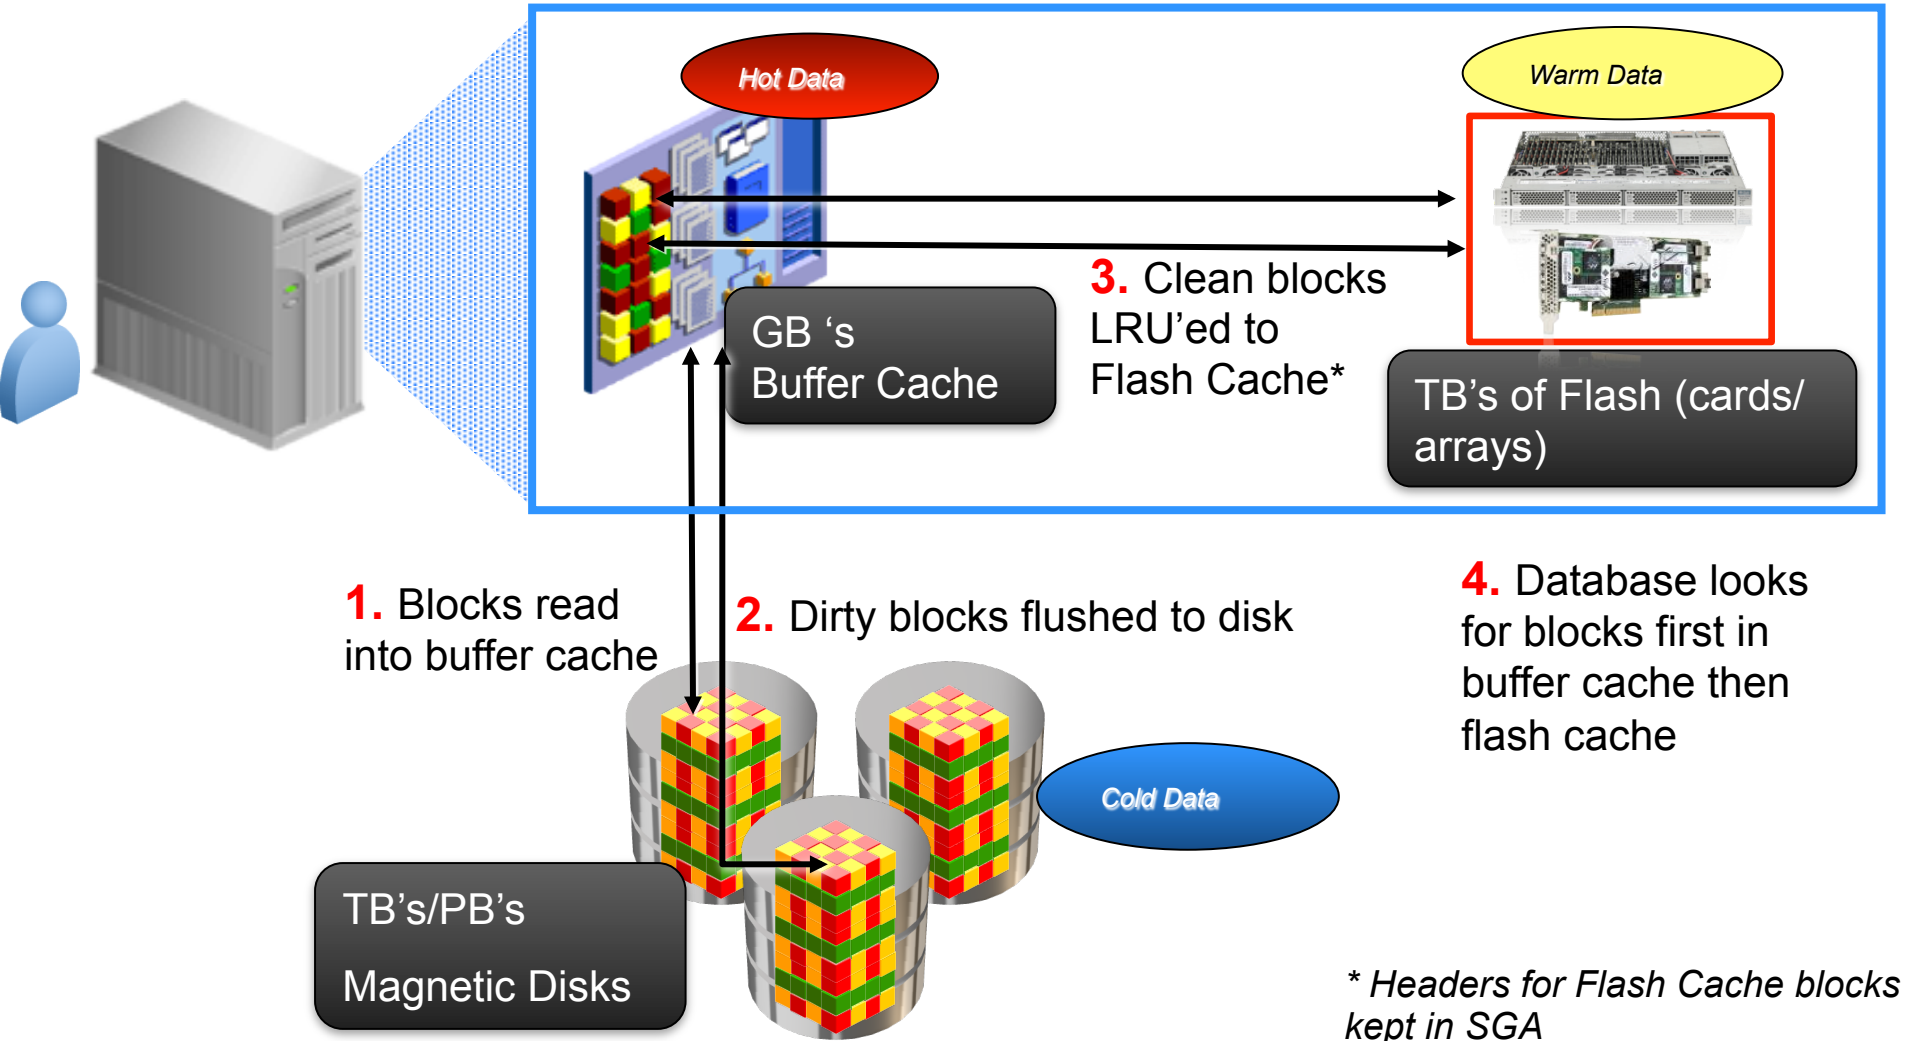 Hot Data
Warm Data
3. Clean blocks
LRU’ed to
Flash Cache*
GB ‘s
Buffer Cache
TB’s of Flash (cards/
arrays)
1. Blocks read
into buffer cache
2. Dirty blocks flushed to disk
4. Database looks
for blocks first in
buffer cache then
flash cache
Cold Data
TB’s/PB’s
Magnetic Disks
* Headers for Flash Cache blocks
kept in SGA